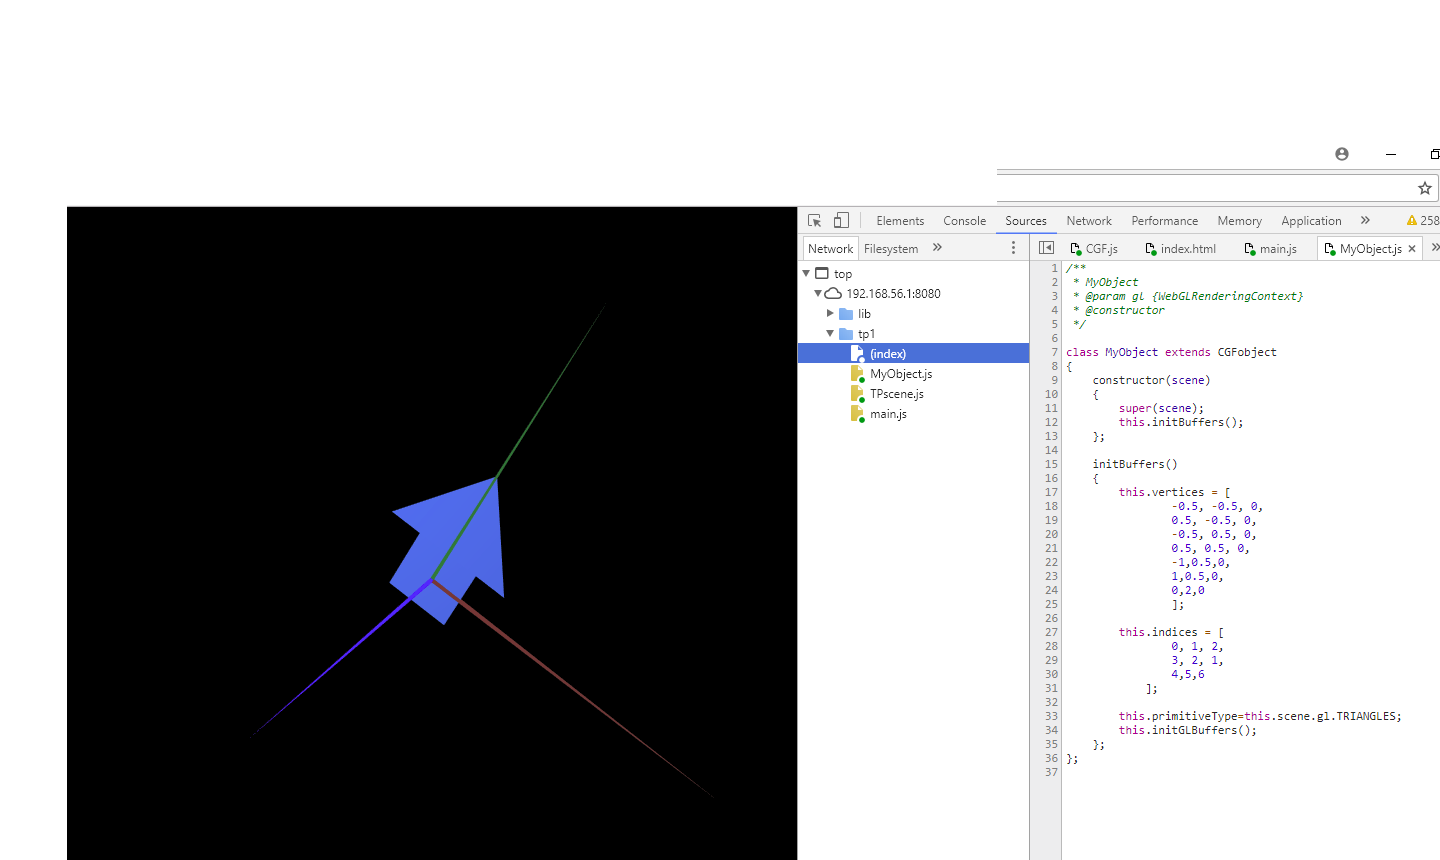 Elements Console Sources Network Performance Memory Application » 258
Network Filesystem »
CGF.js index.html main.js MyObject.js × »
top
192.168.56.1:8080
lib
tp1
(index)
MyObject.js
TPscene.js
main.js
1 /**
2  * MyObject
3  * @param gl {WebGLRenderingContext}
4  * @constructor
5  */
6
7 class MyObject extends CGFobject
8 {
9     constructor(scene)
10     {
11         super(scene);
12         this.initBuffers();
13     };
14
15     initBuffers()
16     {
17         this.vertices = [
18                 -0.5, -0.5, 0,
19                 0.5, -0.5, 0,
20                 -0.5, 0.5, 0,
21                 0.5, 0.5, 0,
22                 -1,0.5,0,
23                 1,0.5,0,
24                 0,2,0
25                 ];
26
27         this.indices = [
28                 0, 1, 2,
29                 3, 2, 1,
30                 4,5,6
31             ];
32
33         this.primitiveType=this.scene.gl.TRIANGLES;
34         this.initGLBuffers();
35     };
36 };
37